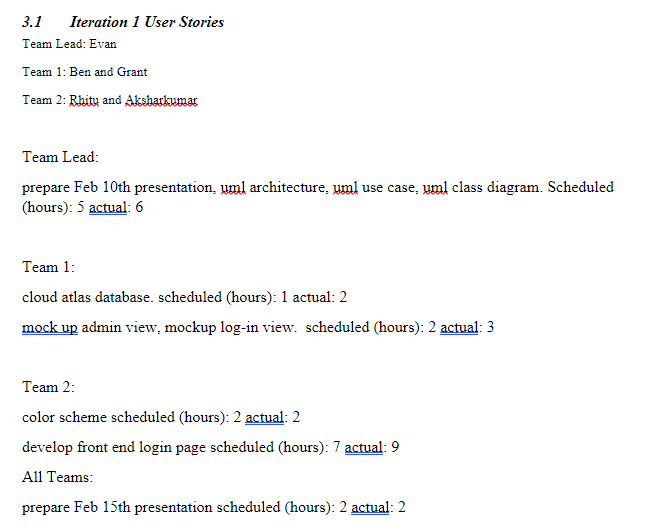 3.1 Iteration 1 User Stories
Team Lead: Evan
Team 1: Ben and Grant
Team 2: Rhitu and Aksharkumar
Team Lead:
prepare Feb 10th presentation, uml architecture, uml use case, uml class diagram. Scheduled
(hours): 5 actual: 6
Team 1:
cloud atlas database. scheduled (hours): 1 actual: 2
mock up admin view, mockup log-in view.  scheduled (hours): 2 actual: 3
Team 2:
color scheme scheduled (hours): 2 actual: 2
develop front end login page scheduled (hours): 7 actual: 9
All Teams:
prepare Feb 15th presentation scheduled (hours): 2 actual: 2